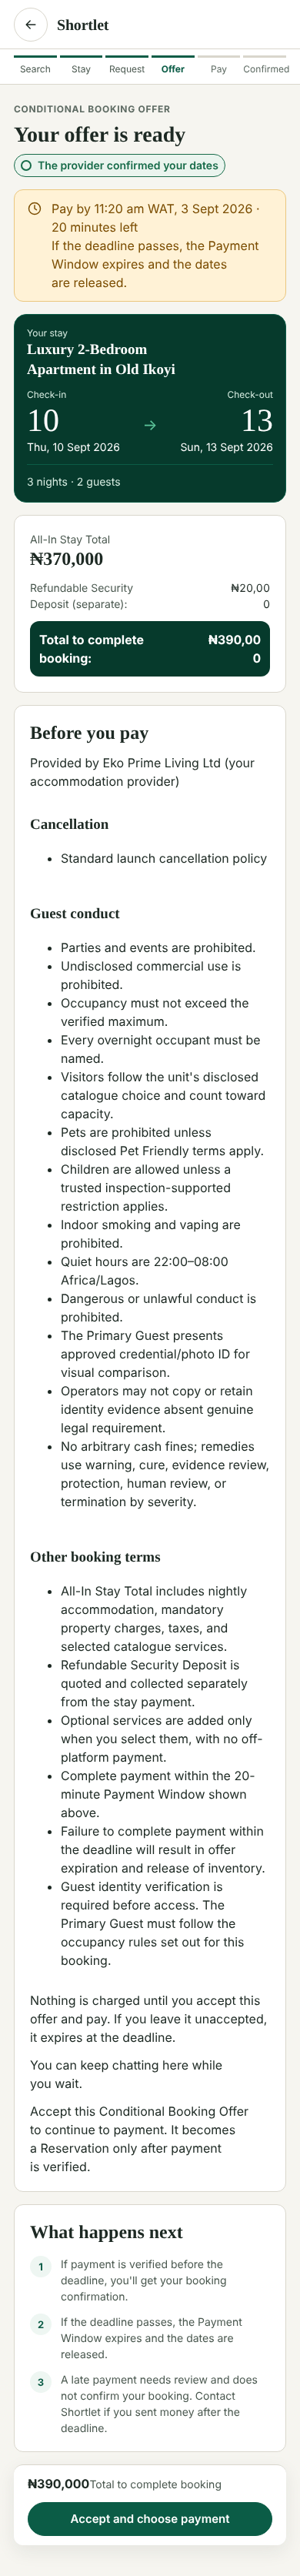 Shortlet
Search Stay Request Offer Pay Confirmed
CONDITIONAL BOOKING OFFER
Your offer is ready
The provider confirmed your dates
Pay by 11:20 am WAT, 3 Sept 2026 ·
20 minutes left
If the deadline passes, the Payment
Window expires and the dates
are released.
Your stay
Luxury 2-Bedroom
Apartment in Old Ikoyi
Check-in Check-out
10 → 13
Thu, 10 Sept 2026 Sun, 13 Sept 2026
3 nights · 2 guests
All-In Stay Total
₦370,000
Refundable Security ₦20,00
Deposit (separate): 0
Total to complete ₦390,00
booking: 0
Before you pay
Provided by Eko Prime Living Ltd (your
accommodation provider)
Cancellation
• Standard launch cancellation policy
Guest conduct
• Parties and events are prohibited.
• Undisclosed commercial use is
prohibited.
• Occupancy must not exceed the
verified maximum.
• Every overnight occupant must be
named.
• Visitors follow the unit's disclosed
catalogue choice and count toward
capacity.
• Pets are prohibited unless
disclosed Pet Friendly terms apply.
• Children are allowed unless a
trusted inspection-supported
restriction applies.
• Indoor smoking and vaping are
prohibited.
• Quiet hours are 22:00–08:00
Africa/Lagos.
• Dangerous or unlawful conduct is
prohibited.
• The Primary Guest presents
approved credential/photo ID for
visual comparison.
• Operators may not copy or retain
identity evidence absent genuine
legal requirement.
• No arbitrary cash fines; remedies
use warning, cure, evidence review,
protection, human review, or
termination by severity.
Other booking terms
• All-In Stay Total includes nightly
accommodation, mandatory
property charges, taxes, and
selected catalogue services.
• Refundable Security Deposit is
quoted and collected separately
from the stay payment.
• Optional services are added only
when you select them, with no off-
platform payment.
• Complete payment within the 20-
minute Payment Window shown
above.
• Failure to complete payment within
the deadline will result in offer
expiration and release of inventory.
• Guest identity verification is
required before access. The
Primary Guest must follow the
occupancy rules set out for this
booking.
Nothing is charged until you accept this
offer and pay. If you leave it unaccepted,
it expires at the deadline.
You can keep chatting here while
you wait.
Accept this Conditional Booking Offer
to continue to payment. It becomes
a Reservation only after payment
is verified.
What happens next
1 If payment is verified before the
deadline, you'll get your booking
confirmation.
2 If the deadline passes, the Payment
Window expires and the dates are
released.
3 A late payment needs review and does
not confirm your booking. Contact
Shortlet if you sent money after the
deadline.
₦390,000Total to complete booking
Accept and choose payment